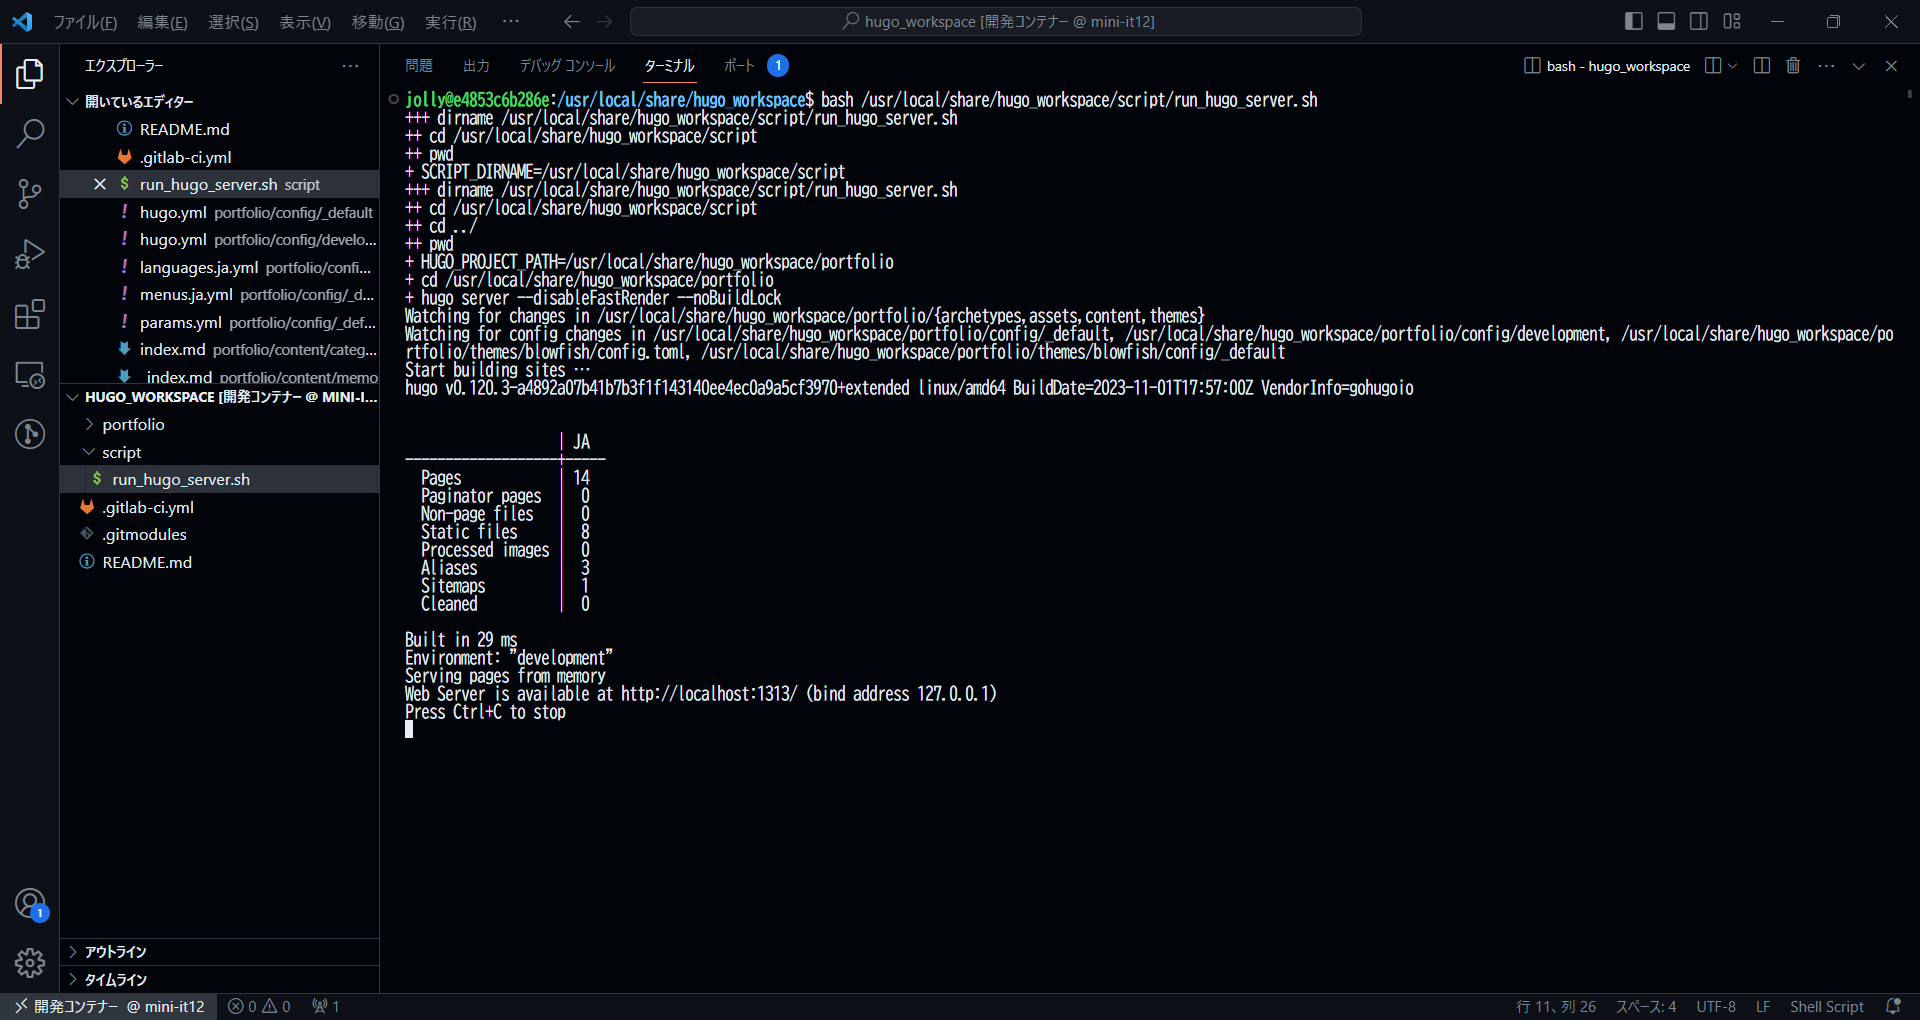 ファイル(F) 編集(E) 選択(S) 表示(V) 移動(G) 実行(R) ··· hugo_workspace [開発コンテナー @ mini-it12]
エクスプローラー ···
開いているエディター
README.md
.gitlab-ci.yml
run_hugo_server.sh script
hugo.yml portfolio/config/_default
hugo.yml portfolio/config/develo...
languages.ja.yml portfolio/confi...
menus.ja.yml portfolio/config/_d...
params.yml portfolio/config/_def...
index.md portfolio/content/categ...
_index.md portfolio/content/memo
HUGO_WORKSPACE [開発コンテナー @ MINI-I...
portfolio
script
run_hugo_server.sh
.gitlab-ci.yml
.gitmodules
README.md
アウトライン
タイムライン
問題 出力 デバッグ コンソール ターミナル ポート 1 bash - hugo_workspace
jolly@e4853c6b286e:/usr/local/share/hugo_workspace$ bash /usr/local/share/hugo_workspace/script/run_hugo_server.sh
+++ dirname /usr/local/share/hugo_workspace/script/run_hugo_server.sh
++ cd /usr/local/share/hugo_workspace/script
++ pwd
+ SCRIPT_DIRNAME=/usr/local/share/hugo_workspace/script
+++ dirname /usr/local/share/hugo_workspace/script/run_hugo_server.sh
++ cd /usr/local/share/hugo_workspace/script
++ cd ../
++ pwd
+ HUGO_PROJECT_PATH=/usr/local/share/hugo_workspace/portfolio
+ cd /usr/local/share/hugo_workspace/portfolio
+ hugo server --disableFastRender --noBuildLock
Watching for changes in /usr/local/share/hugo_workspace/portfolio/{archetypes,assets,content,themes}
Watching for config changes in /usr/local/share/hugo_workspace/portfolio/config/_default, /usr/local/share/hugo_workspace/portfolio/config/development, /usr/local/share/hugo_workspace/po
rtfolio/themes/blowfish/config.toml, /usr/local/share/hugo_workspace/portfolio/themes/blowfish/config/_default
Start building sites …
hugo v0.120.3-a4892a07b41b7b3f1f143140ee4ec0a9a5cf3970+extended linux/amd64 BuildDate=2023-11-01T17:57:00Z VendorInfo=gohugoio
| JA
-------------------+-----
Pages | 14
Paginator pages | 0
Non-page files | 0
Static files | 8
Processed images | 0
Aliases | 3
Sitemaps | 1
Cleaned | 0
Built in 29 ms
Environment: "development"
Serving pages from memory
Web Server is available at http://localhost:1313/ (bind address 127.0.0.1)
Press Ctrl+C to stop
1
開発コンテナー @ mini-it12 0 0 1 行 11、列 26 スペース: 4 UTF-8 LF Shell Script